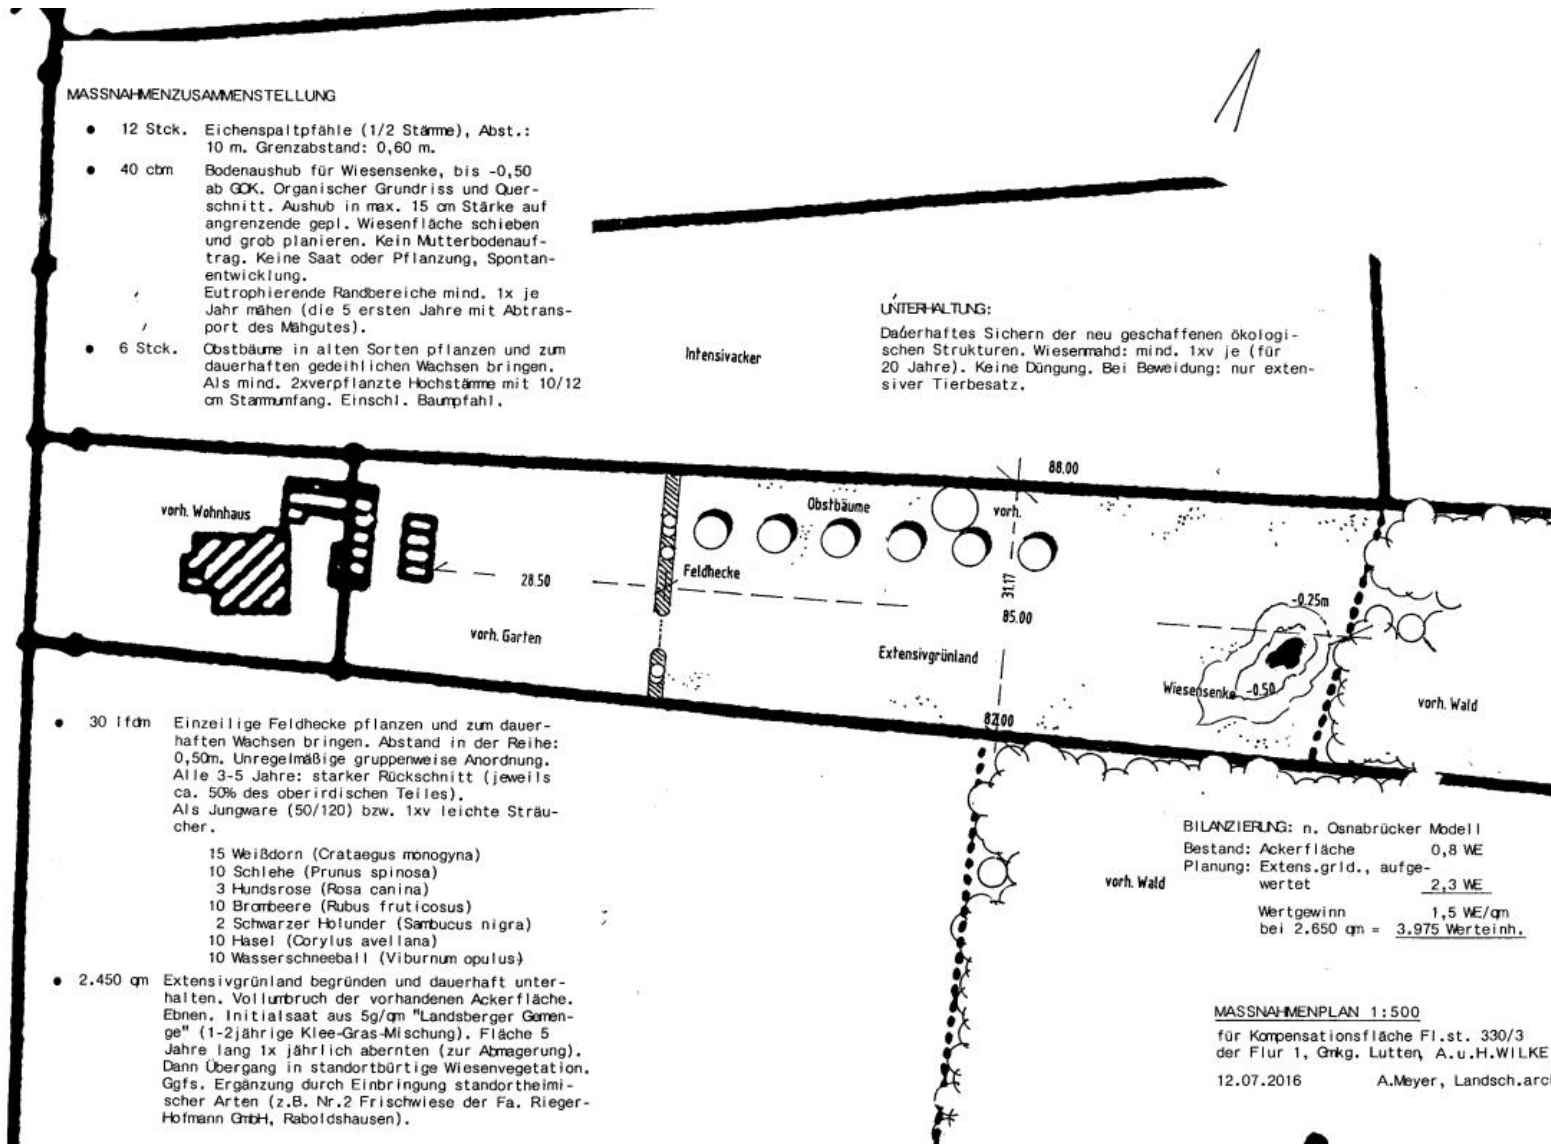 MASSNAHMENZUSAMMENSTELLUNG
• 12 Stck. Eichenspaltpfähle (1/2 Stämme), Abst.:
10 m. Grenzabstand: 0,60 m.
• 40 cbm Bodenaushub für Wiesensenke, bis -0,50
ab GOK. Organischer Grundriss und Quer-
schnitt. Aushub in max. 15 cm Stärke auf
angrenzende gepl. Wiesenfläche schieben
und grob planieren. Kein Mutterbodenauf-
trag. Keine Saat oder Pflanzung, Spontan-
entwicklung.
Eutrophierende Randbereiche mind. 1x je
Jahr mähen (die 5 ersten Jahre mit Abtrans-
port des Mähgutes).
• 6 Stck. Obstbäume in alten Sorten pflanzen und zum
dauerhaften gedeihlichen Wachsen bringen.
Als mind. 2xverpflanzte Hochstämme mit 10/12
cm Stammumfang. Einschl. Baumpfahl.
Intensivacker
UNTERHALTUNG:
Dauerhaftes Sichern der neu geschaffenen ökologi-
schen Strukturen. Wiesenmahd: mind. 1xv je (für
20 Jahre). Keine Düngung. Bei Beweidung: nur exten-
siver Tierbesatz.
88.00
vorh. Wohnhaus
Obstbäume
vorh.
28.50
Feldhecke
31.17
-0.25m
85.00
vorh. Garten
Extensivgrünland
Wiesensenke
-0.50
vorh. Wald
82.00
• 30 lfdm Einzeilige Feldhecke pflanzen und zum dauer-
haften Wachsen bringen. Abstand in der Reihe:
0,50m. Unregelmäßige gruppenweise Anordnung.
Alle 3-5 Jahre: starker Rückschnitt (jeweils
ca. 50% des oberirdischen Teiles).
Als Jungware (50/120) bzw. 1xv leichte Sträu-
cher.
15 Weißdorn (Crataegus monogyna)
10 Schlehe (Prunus spinosa)
3 Hundsrose (Rosa canina)
10 Brombeere (Rubus fruticosus)
2 Schwarzer Holunder (Sambucus nigra)
10 Hasel (Corylus avellana)
10 Wasserschneeball (Viburnum opulus)
• 2.450 qm Extensivgrünland begründen und dauerhaft unter-
halten. Vollumbruch der vorhandenen Ackerfläche.
Ebnen. Initialsaat aus 5g/qm "Landsberger Gemen-
ge" (1-2jährige Klee-Gras-Mischung). Fläche 5
Jahre lang 1x jährlich abernten (zur Abmagerung).
Dann Übergang in standortbürtige Wiesenvegetation.
Ggfs. Ergänzung durch Einbringung standortheimi-
scher Arten (z.B. Nr.2 Frischwiese der Fa. Rieger-
Hofmann GmbH, Raboldshausen).
vorh. Wald
BILANZIERUNG: n. Osnabrücker Modell
Bestand: Ackerfläche 0,8 WE
Planung: Extens.grld., aufge-
wertet 2,3 WE
Wertgewinn 1,5 WE/qm
bei 2.650 qm = 3.975 Werteinh.
MASSNAHMENPLAN 1:500
für Kompensationsfläche Fl.st. 330/3
der Flur 1, Gmkg. Lutten, A.u.H.WILKE
12.07.2016 A.Meyer, Landsch.arc